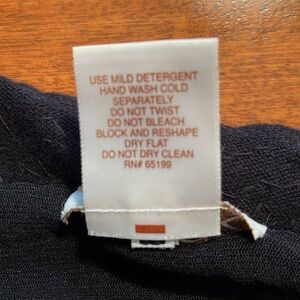 USE MILD DETERGENT
HAND WASH COLD
SEPARATELY
DO NOT TWIST
DO NOT BLEACH
BLOCK AND RESHAPE
DRY FLAT
DO NOT DRY CLEAN
RN# 65199